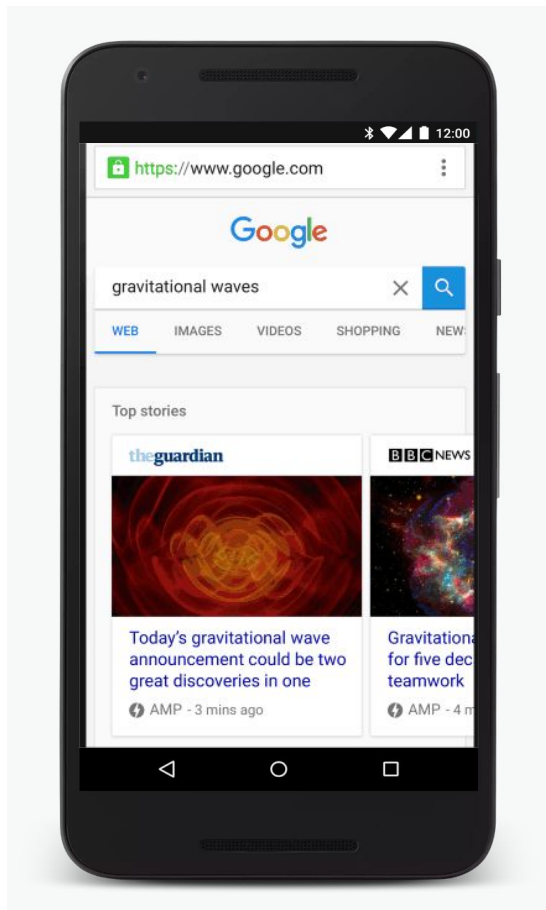 12:00
https://www.google.com
Google
gravitational waves
WEB IMAGES VIDEOS SHOPPING NEWS
Top stories
theguardian
BBC NEWS
Today's gravitational wave
announcement could be two
great discoveries in one
AMP - 3 mins ago
Gravitationa
for five dec
teamwork
AMP - 4 m